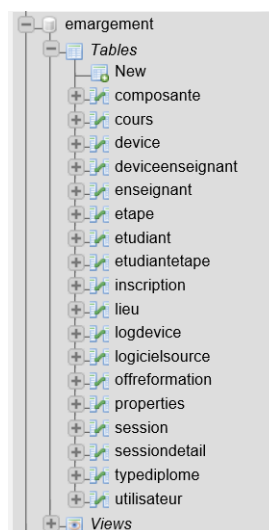 emargement
Tables
New
composante
cours
device
deviceenseignant
enseignant
etape
etudiant
etudiantetape
inscription
lieu
logdevice
logicielsource
offreformation
properties
session
sessiondetail
typediplome
utilisateur
Views